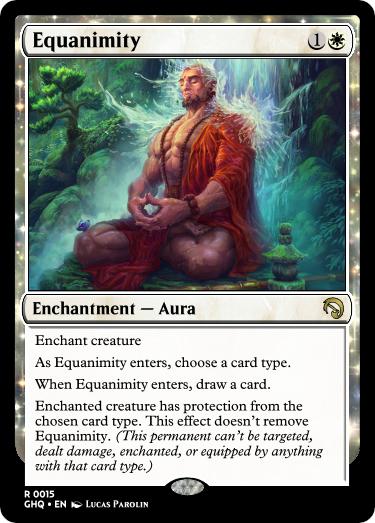 Equanimity 1
Enchantment — Aura
Enchant creature
As Equanimity enters, choose a card type.
When Equanimity enters, draw a card.
Enchanted creature has protection from the
chosen card type. This effect doesn't remove
Equanimity. (This permanent can't be targeted,
dealt damage, enchanted, or equipped by anything
with that card type.)
R 0015
GHQ • EN Lucas Parolin